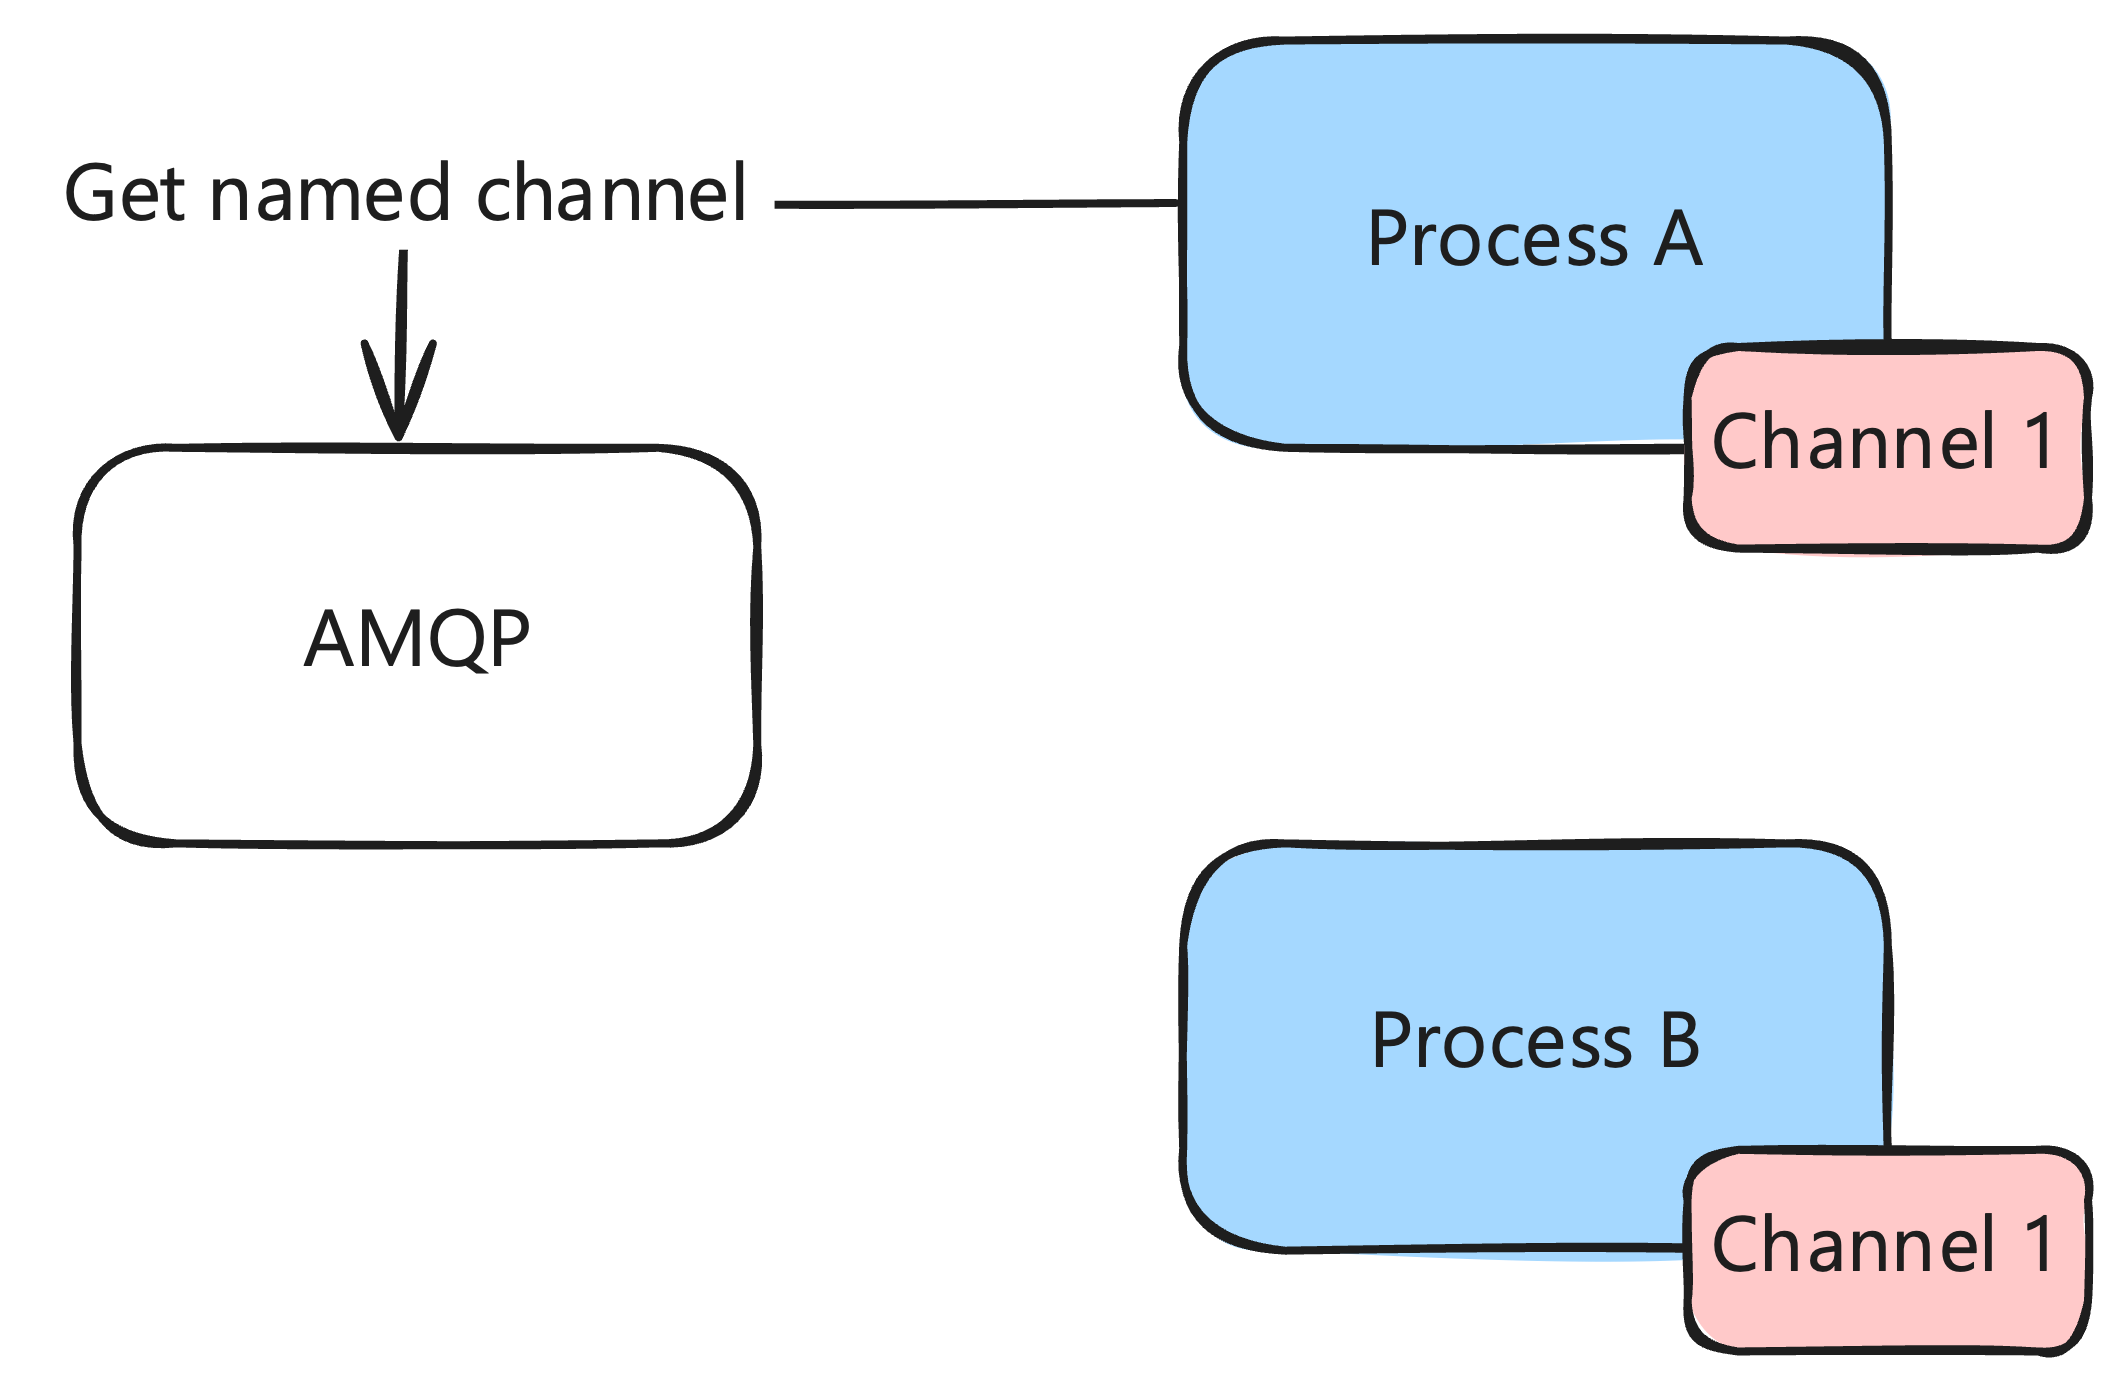 Get named channel
Process A
Channel 1
AMQP
Process B
Channel 1